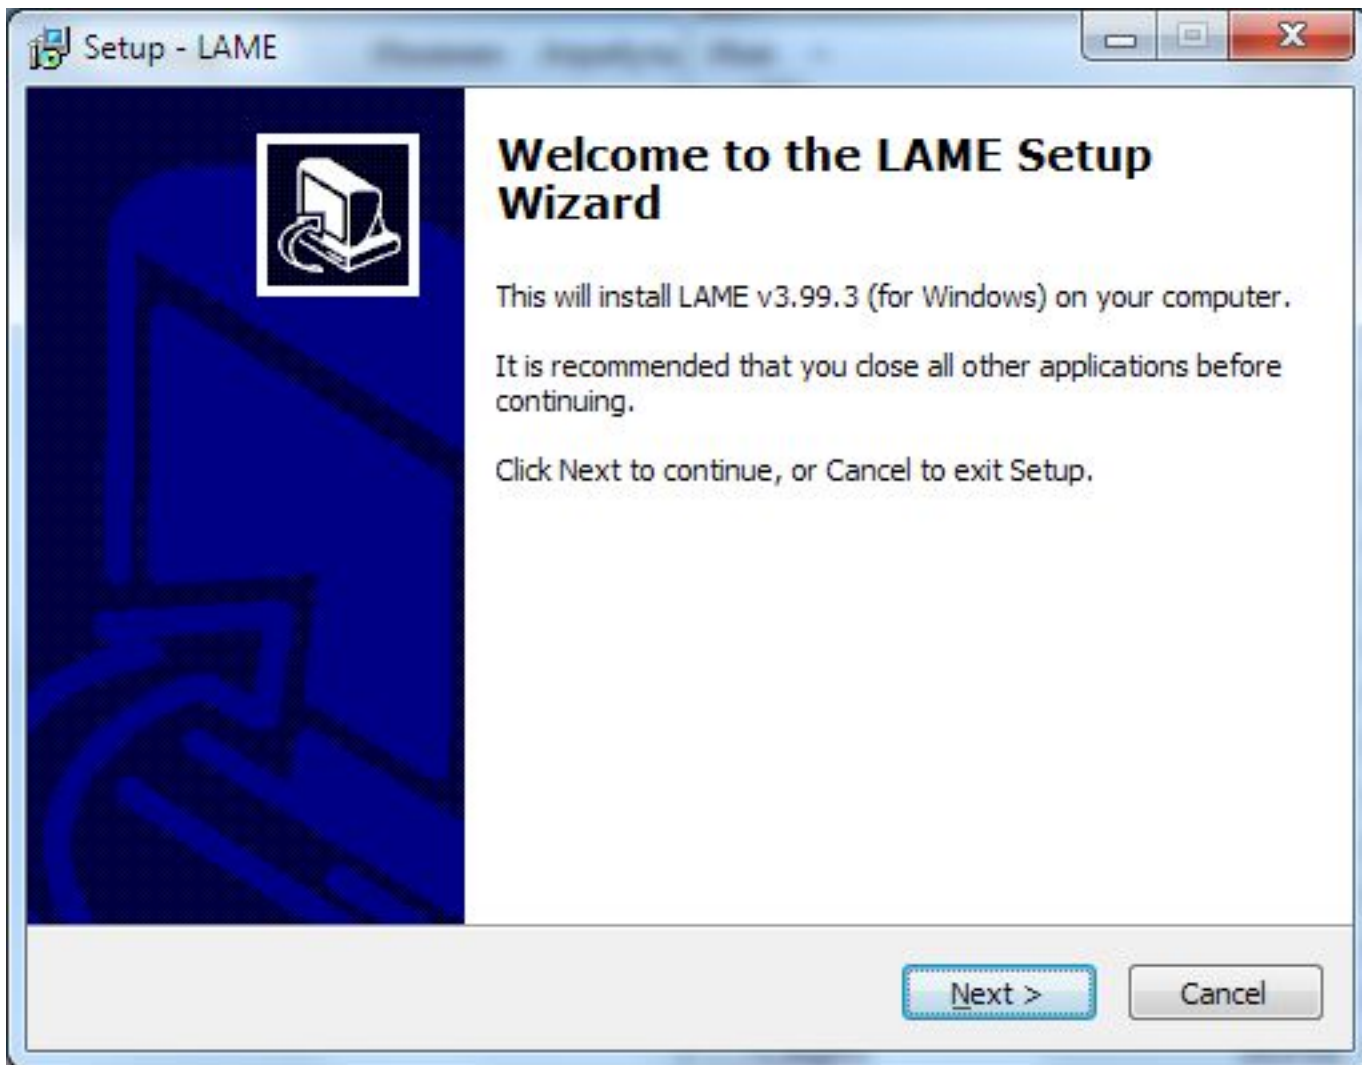 Setup - LAME
Welcome to the LAME Setup
Wizard
This will install LAME v3.99.3 (for Windows) on your computer.
It is recommended that you close all other applications before
continuing.
Click Next to continue, or Cancel to exit Setup.
Next >
Cancel